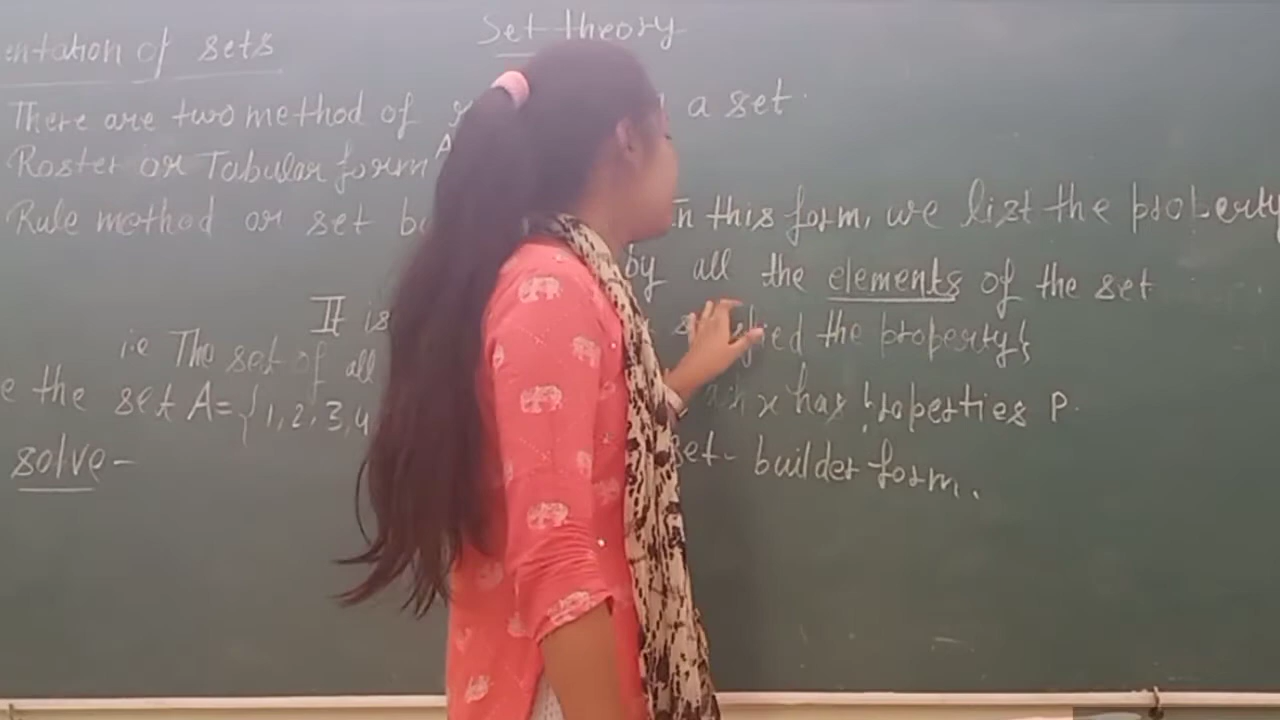 Set theory
entation of sets
There are two method of a set.
Roster or Tabular form
Rule method or set b In this form, we list the property
by all the elements of the set
It is fied the property;
i.e The set of all x has properties P.
e the set A={1,2,3,4 set-builder form.
solve-